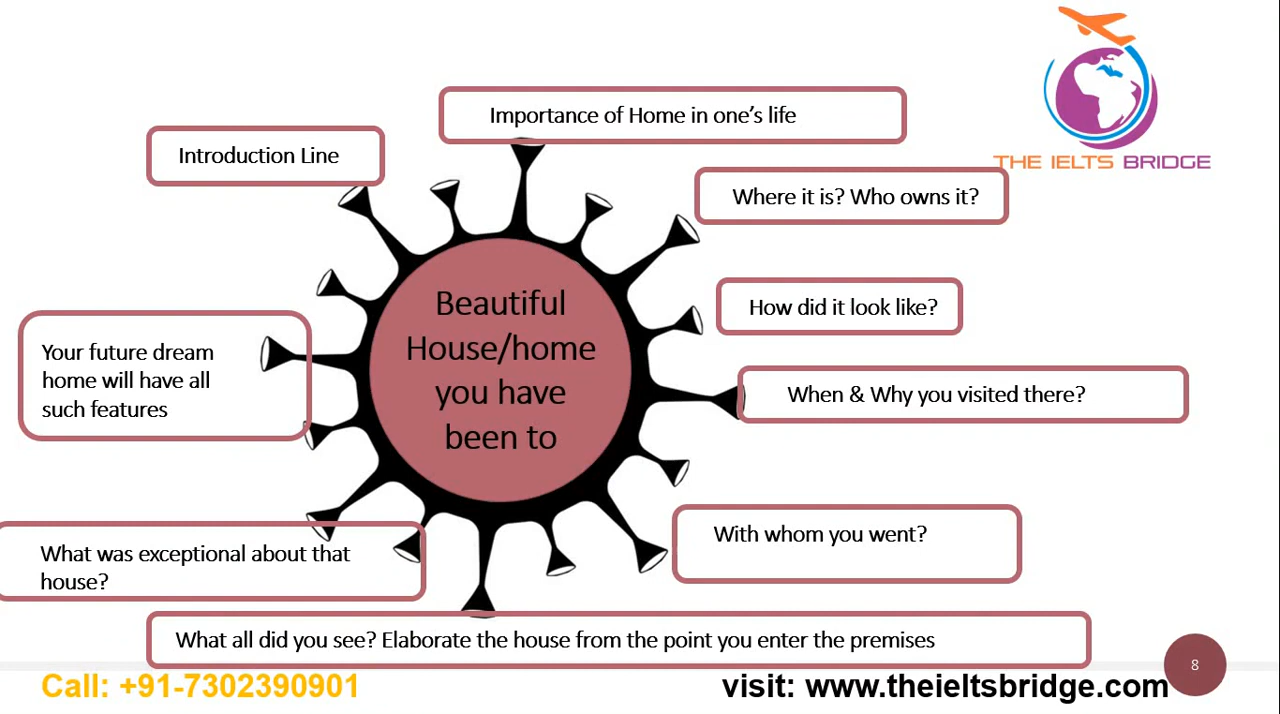 THE IELTS BRIDGE
Importance of Home in one's life
Introduction Line
Where it is? Who owns it?
How did it look like?
When & Why you visited there?
With whom you went?
What all did you see? Elaborate the house from the point you enter the premises
What was exceptional about that
house?
Your future dream
home will have all
such features
Beautiful
House/home
you have
been to
8
Call: +91-7302390901
visit: www.theieltsbridge.com